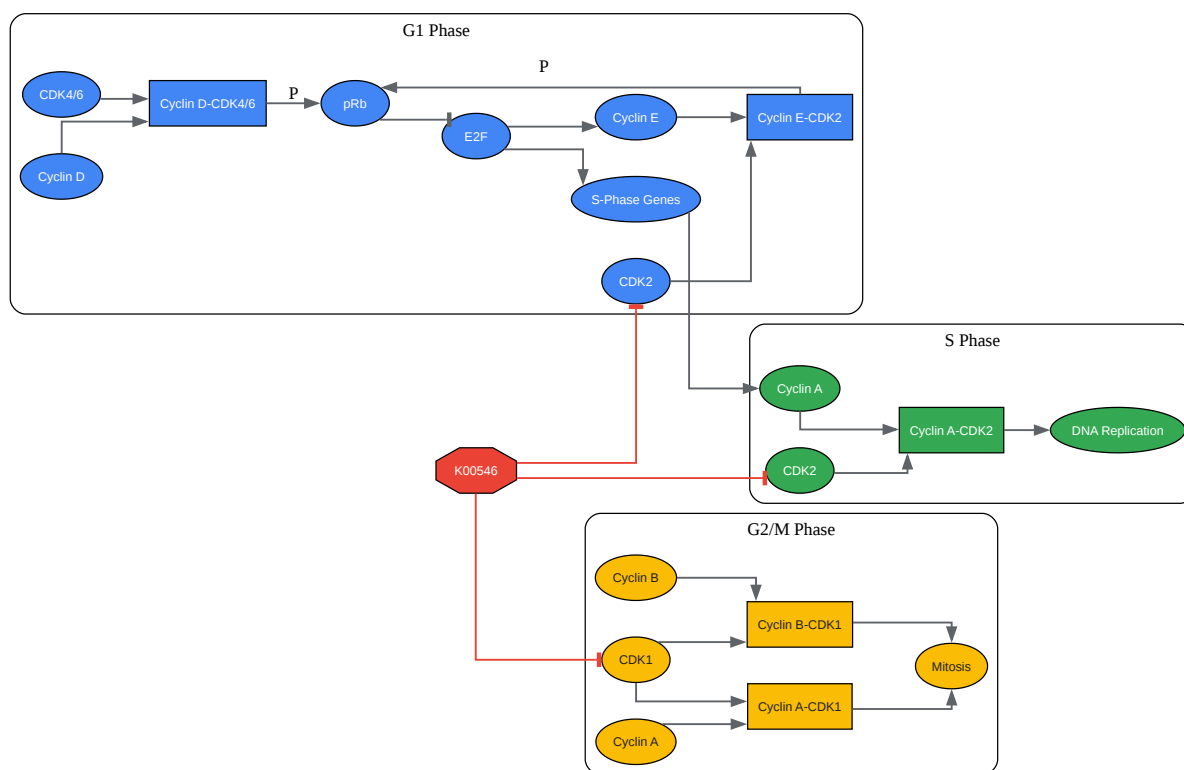 G1 Phase
CDK4/6
Cyclin D-CDK4/6
P
pRb
P
Cyclin E
Cyclin E-CDK2
E2F
Cyclin D
S-Phase Genes
CDK2
S Phase
Cyclin A
Cyclin A-CDK2
DNA Replication
CDK2
K00546
G2/M Phase
Cyclin B
Cyclin B-CDK1
CDK1
Mitosis
Cyclin A-CDK1
Cyclin A